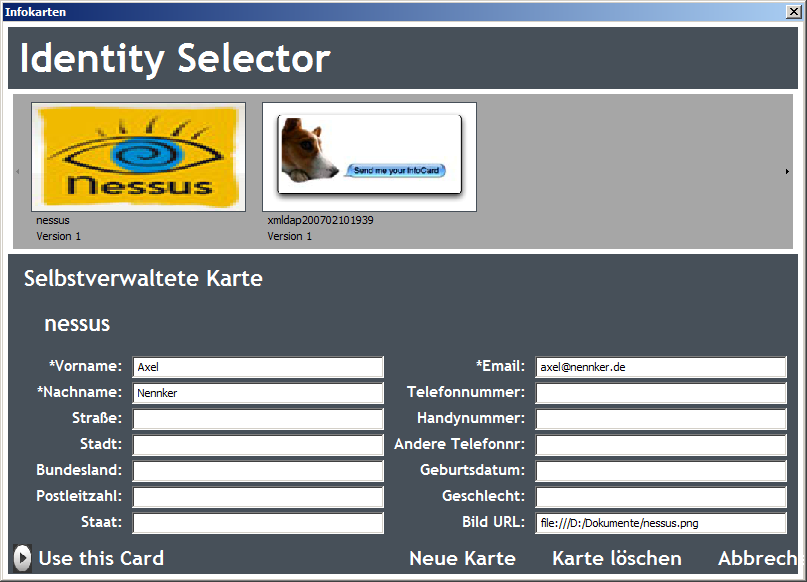 Infokarten
Identity Selector
nessus
Send me your InfoCard
nessus
xmldap200702101939
Version 1
Version 1
Selbstverwaltete Karte
nessus
*Vorname: Axel *Email: axel@nennker.de
*Nachname: Nennker Telefonnummer:
Straße: Handynummer:
Stadt: Andere Telefonnr:
Bundesland: Geburtsdatum:
Postleitzahl: Geschlecht:
Staat: Bild URL: file:///D:/Dokumente/nessus.png
Use this Card Neue Karte Karte löschen Abbrech